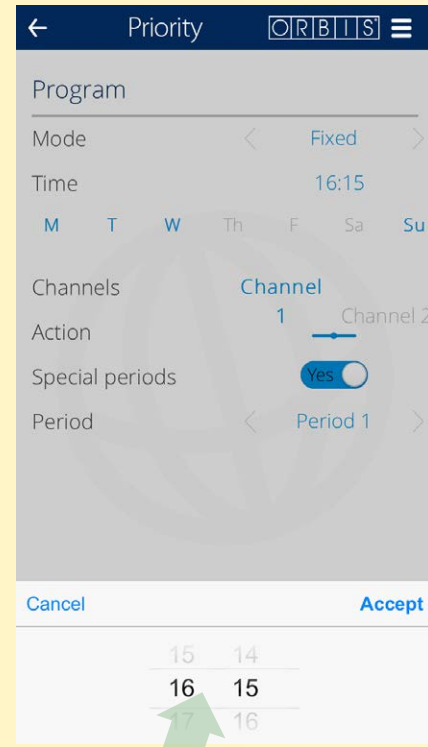 Priority ORBIS
Program
Mode Fixed
Time 16:15
M T W Th F Sa Su
Channels Channel
1 Channel 2
Action
Special periods Yes
Period Period 1
Cancel Accept
15 14
16 15
17 16